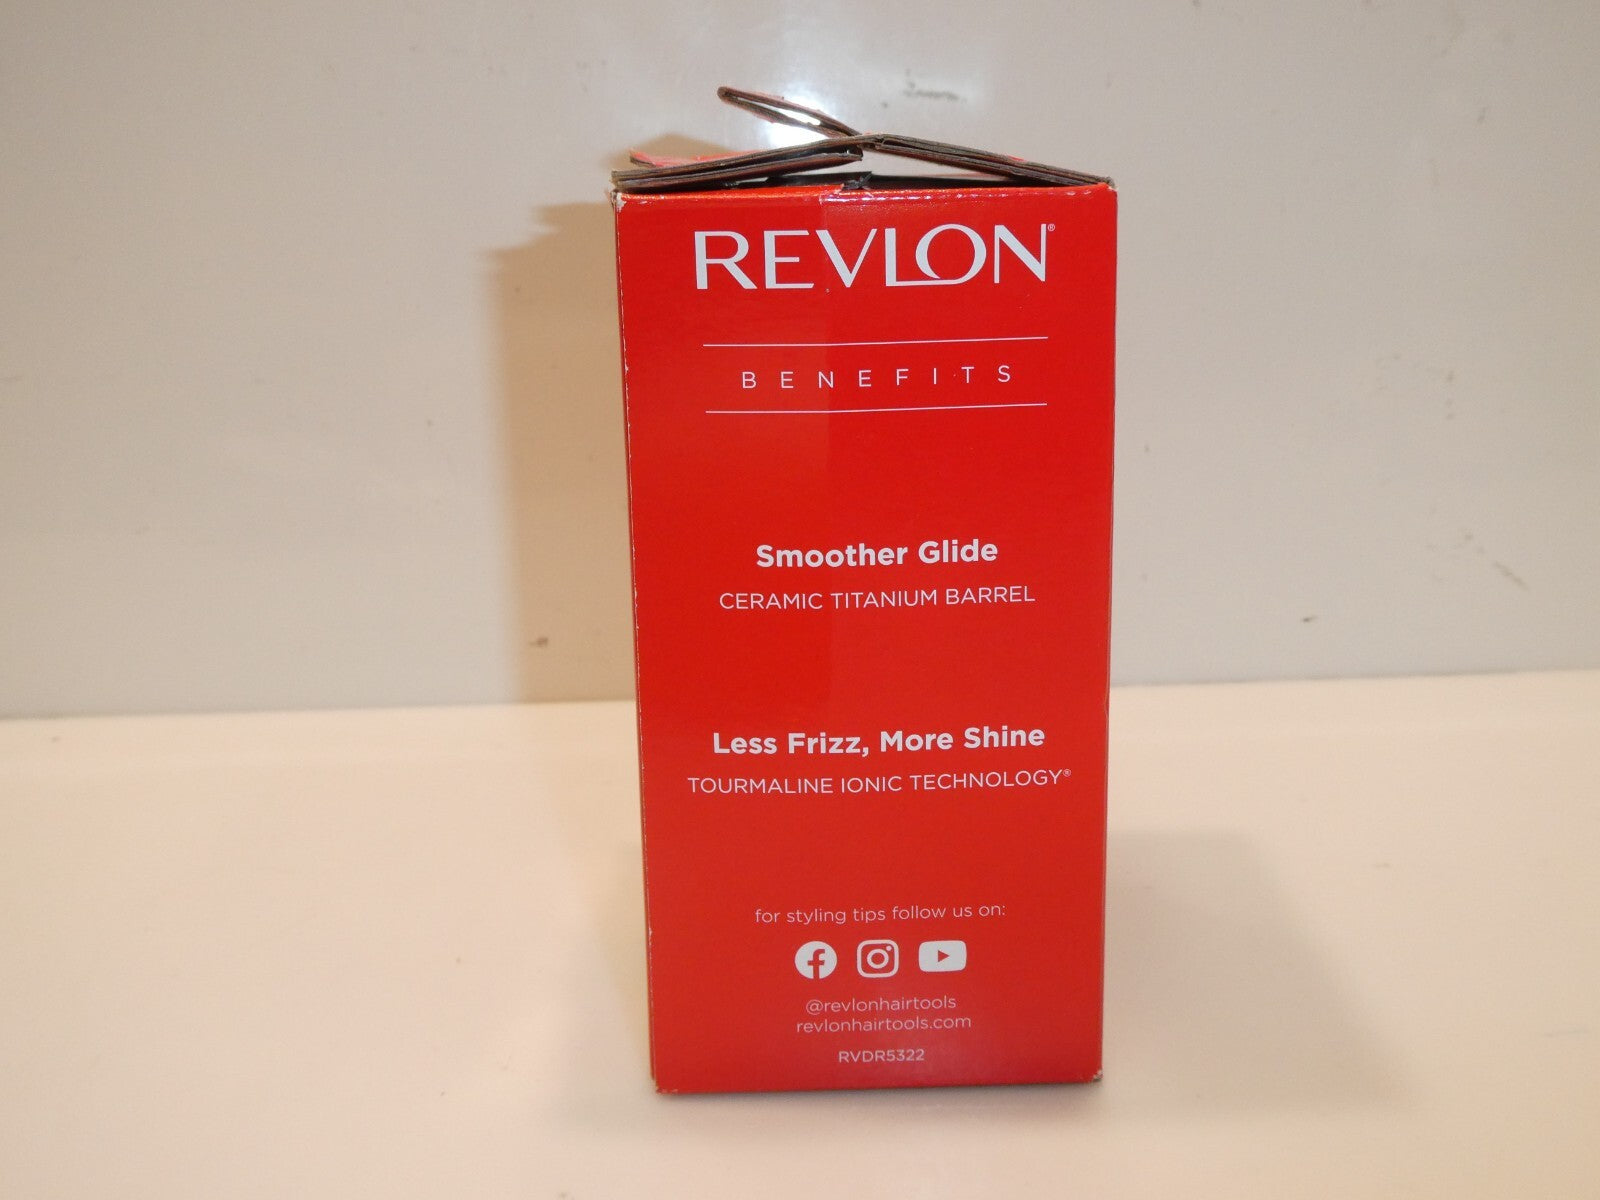 REVLON®
BENEFITS
Smoother Glide
CERAMIC TITANIUM BARREL
Less Frizz, More Shine
TOURMALINE IONIC TECHNOLOGY®
for styling tips follow us on:
@revlonhairtools
revlonhairtools.com
RVDR5322